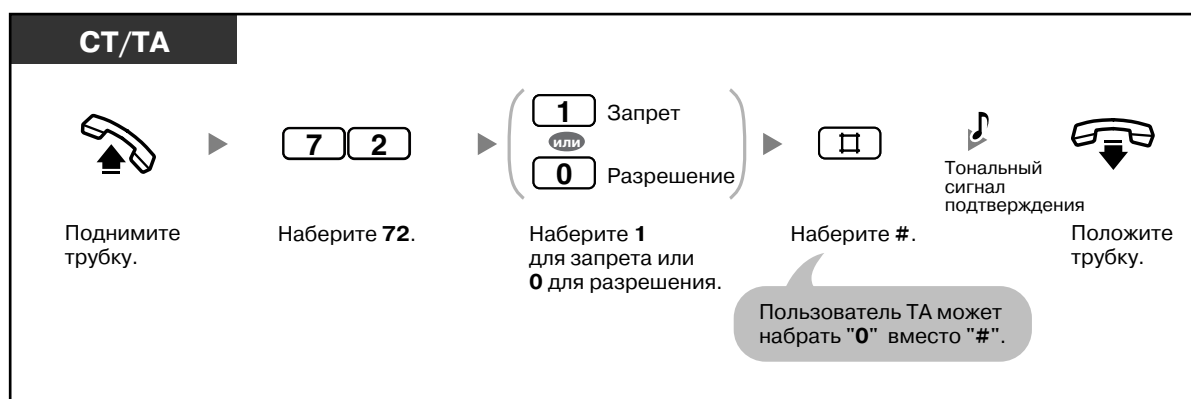 СТ/ТА
1 Запрет
или
7 2
0 Разрешение
Тональный
сигнал
подтверждения
Поднимите
трубку.
Наберите 72.
Наберите 1
для запрета или
0 для разрешения.
Наберите #.
Положите
трубку.
Пользователь ТА может
набрать "0" вместо "#".